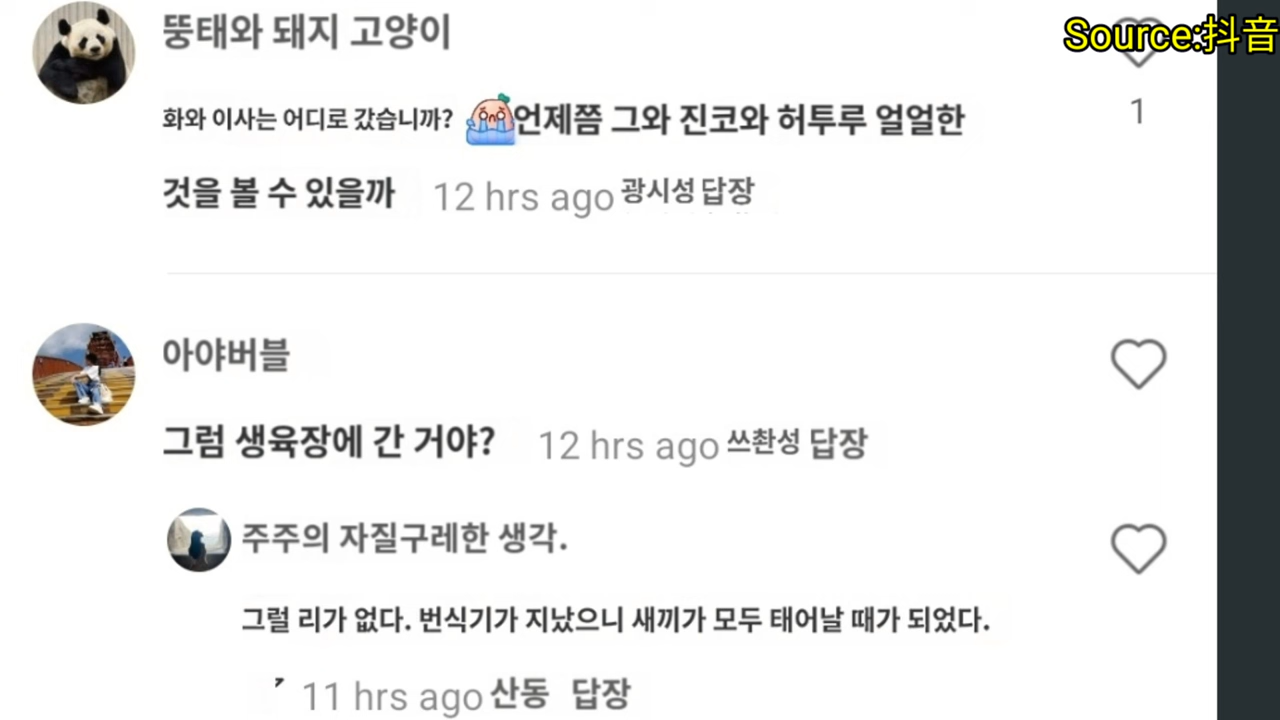 Source:抖音
뚱태와 돼지 고양이
화와 이사는 어디로 갔습니까? 언제쯤 그와 진코와 허투루 얼얼한
1
것을 볼 수 있을까 12 hrs ago 광시성 답장
아야버블
그럼 생육장에 간 거야? 12 hrs ago 쓰촨성 답장
주주의 자질구레한 생각.
그럴 리가 없다. 번식기가 지났으니 새끼가 모두 태어날 때가 되었다.
11 hrs ago 산동 답장